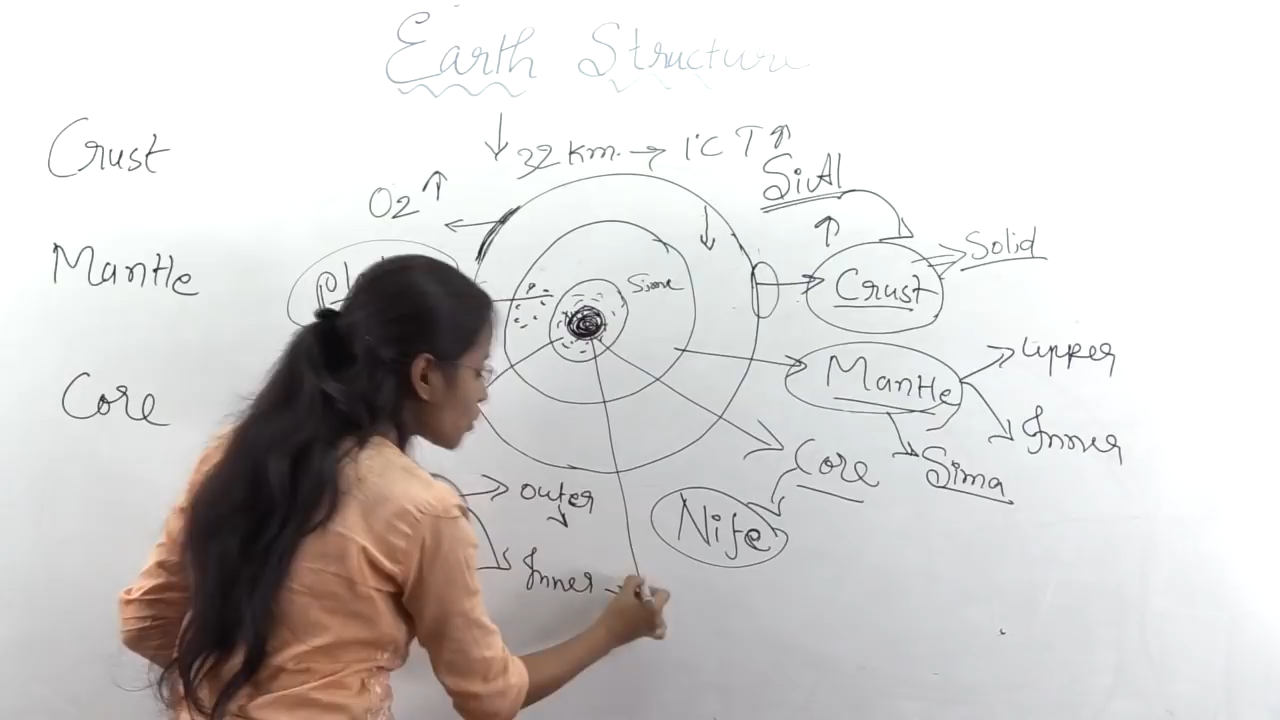 Earth Structure
Crust
Mantle
Core
↓ 32 Km. → 1°C T↑
O2 ↑
SiAl
↑
Crust
Solid
Mantle
Upper
Inner
Sima
Core
Nife
Outer
Inner →